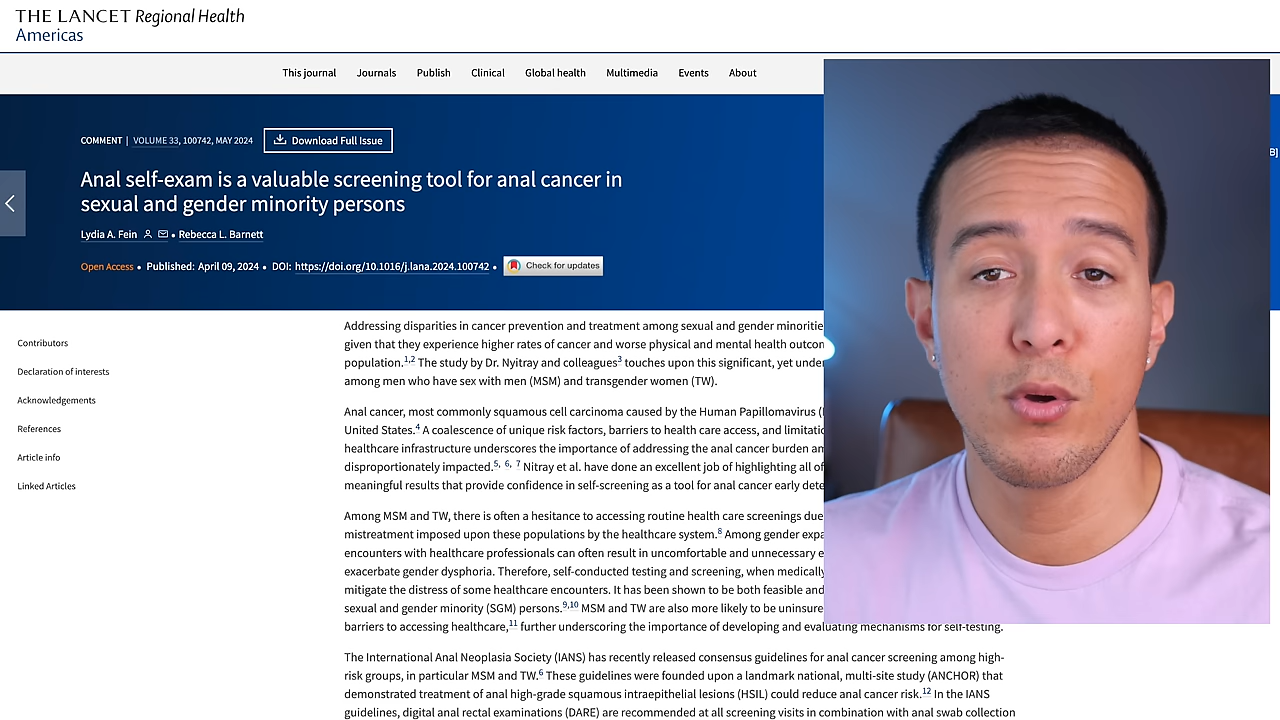 THE LANCET Regional Health
Americas
This journal Journals Publish Clinical Global health Multimedia Events About
COMMENT | VOLUME 33, 100742, MAY 2024 Download Full Issue
Anal self-exam is a valuable screening tool for anal cancer in
sexual and gender minority persons
Lydia A. Fein • Rebecca L. Barnett
Open Access • Published: April 09, 2024 • DOI: https://doi.org/10.1016/j.lana.2024.100742 • Check for updates
B]
Contributors
Declaration of interests
Acknowledgements
References
Article info
Linked Articles
Addressing disparities in cancer prevention and treatment among sexual and gender minoritie
given that they experience higher rates of cancer and worse physical and mental health outcom
population.1,2 The study by Dr. Nyitray and colleagues3 touches upon this significant, yet under
among men who have sex with men (MSM) and transgender women (TW).
Anal cancer, most commonly squamous cell carcinoma caused by the Human Papillomavirus (
United States.4 A coalescence of unique risk factors, barriers to health care access, and limitatio
healthcare infrastructure underscores the importance of addressing the anal cancer burden am
disproportionately impacted.5, 6, 7 Nitray et al. have done an excellent job of highlighting all of
meaningful results that provide confidence in self-screening as a tool for anal cancer early dete
Among MSM and TW, there is often a hesitance to accessing routine health care screenings due
mistreatment imposed upon these populations by the healthcare system.8 Among gender expa
encounters with healthcare professionals can often result in uncomfortable and unnecessary e
exacerbate gender dysphoria. Therefore, self-conducted testing and screening, when medically
mitigate the distress of some healthcare encounters. It has been shown to be both feasible and
sexual and gender minority (SGM) persons.9,10 MSM and TW are also more likely to be uninsure
barriers to accessing healthcare,11 further underscoring the importance of developing and evaluating mechanisms for self-testing.
The International Anal Neoplasia Society (IANS) has recently released consensus guidelines for anal cancer screening among high-
risk groups, in particular MSM and TW.6 These guidelines were founded upon a landmark national, multi-site study (ANCHOR) that
demonstrated treatment of anal high-grade squamous intraepithelial lesions (HSIL) could reduce anal cancer risk.12 In the IANS
guidelines, digital anal rectal examinations (DARE) are recommended at all screening visits in combination with anal swab collection